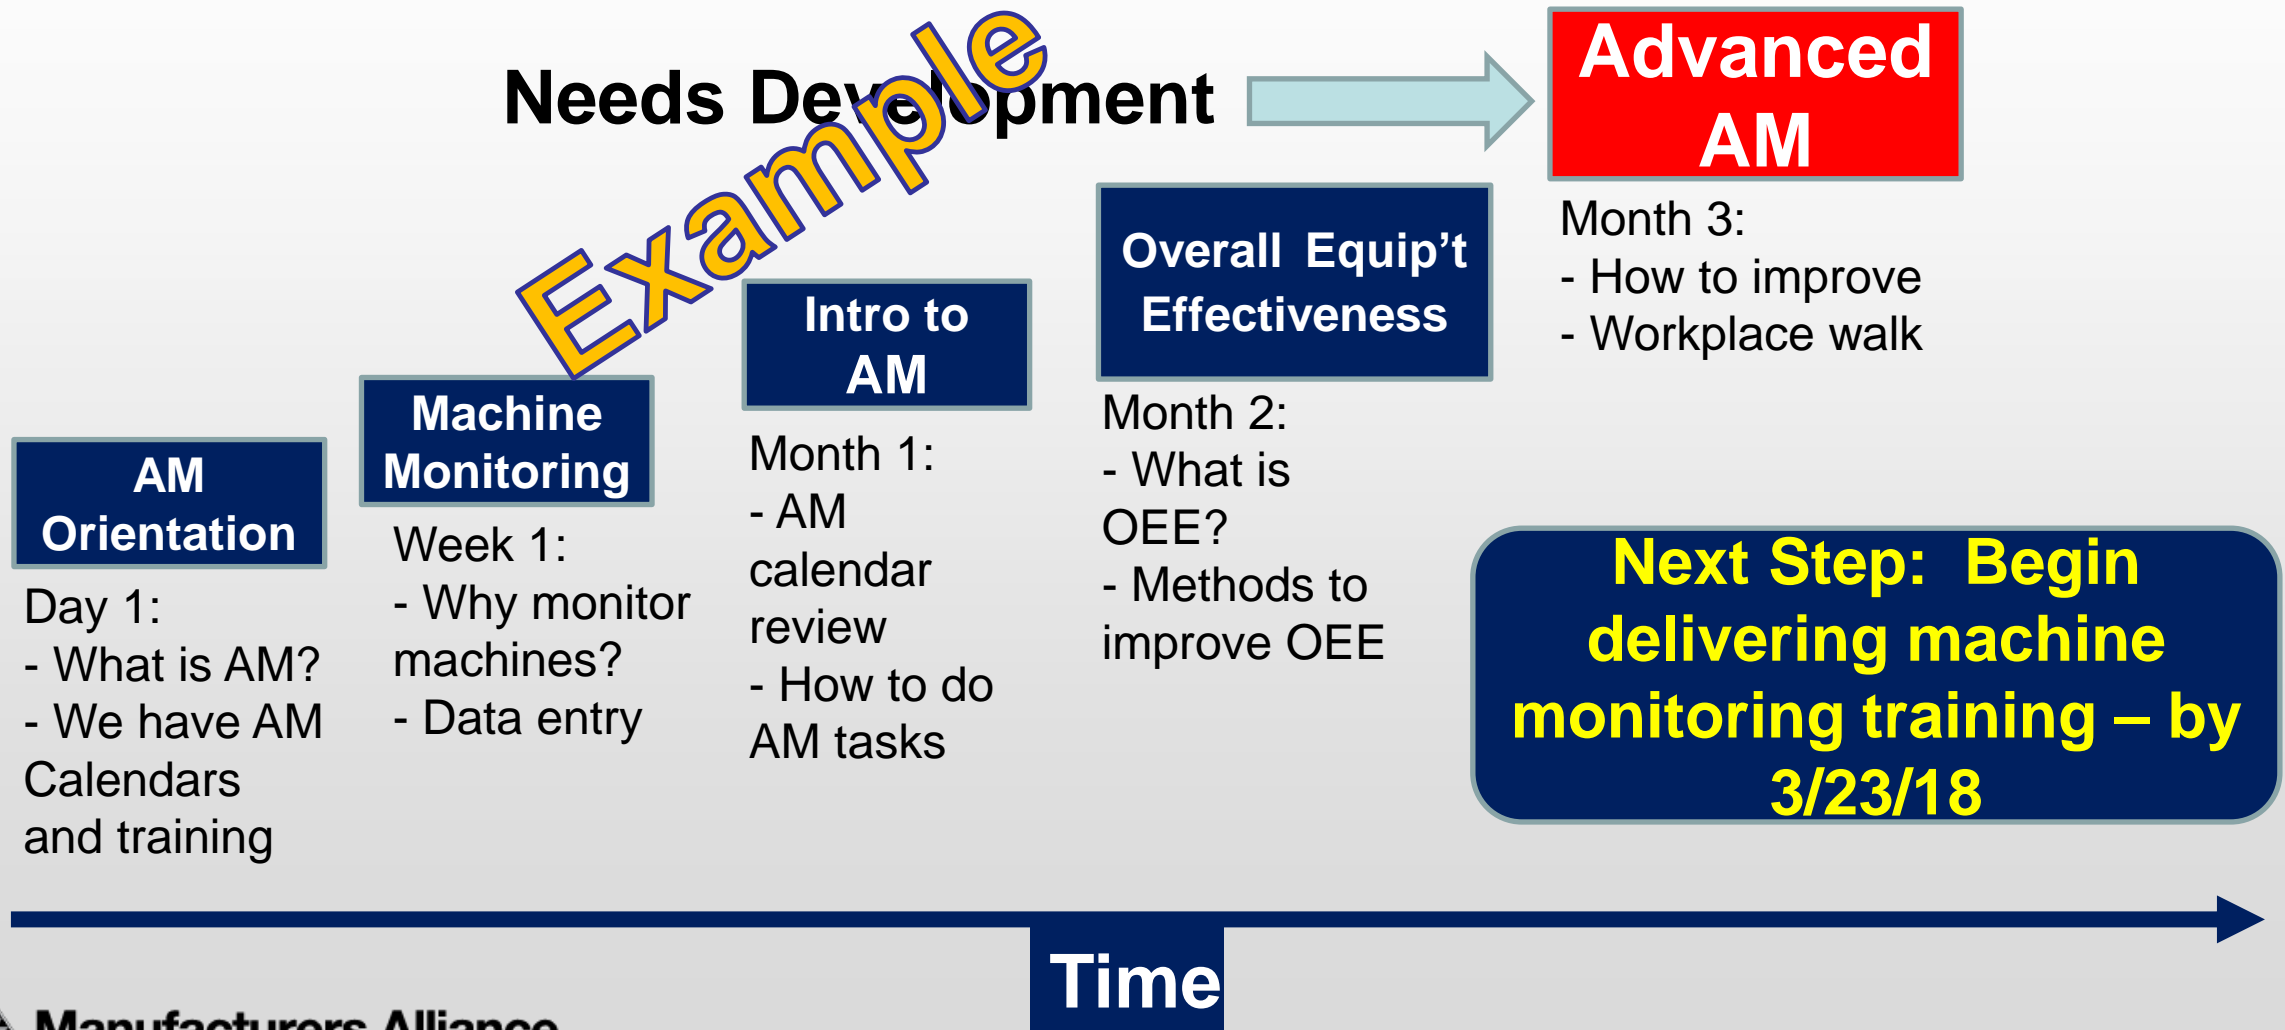 Needs Development
Example
Advanced
AM
Month 3:
- How to improve
- Workplace walk
Overall Equip’t
Effectiveness
Month 2:
- What is
OEE?
- Methods to
improve OEE
Intro to
AM
Month 1:
- AM
calendar
review
- How to do
AM tasks
Machine
Monitoring
Week 1:
- Why monitor
machines?
- Data entry
AM
Orientation
Day 1:
- What is AM?
- We have AM
Calendars
and training
Next Step: Begin
delivering machine
monitoring training – by
3/23/18
Time
Manufacturers Alliance